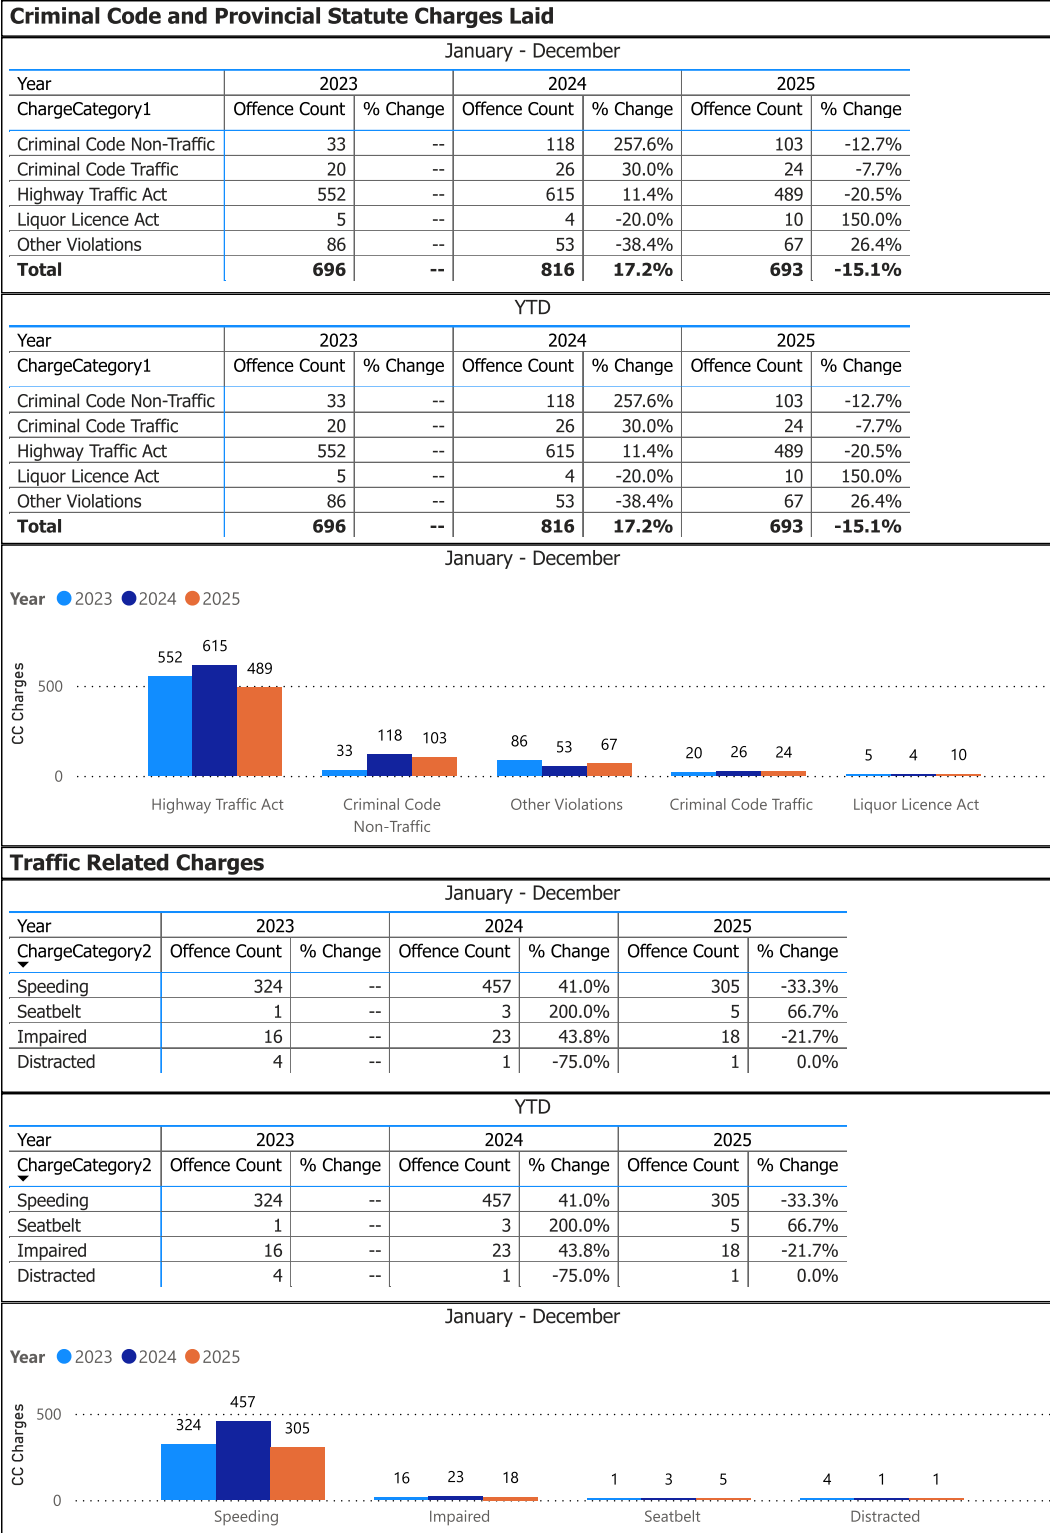 Criminal Code and Provincial Statute Charges Laid
January - December
Year 2023 2024 2025
ChargeCategory1 Offence Count % Change Offence Count % Change Offence Count % Change
Criminal Code Non-Traffic 33 -- 118 257.6% 103 -12.7%
Criminal Code Traffic 20 -- 26 30.0% 24 -7.7%
Highway Traffic Act 552 -- 615 11.4% 489 -20.5%
Liquor Licence Act 5 -- 4 -20.0% 10 150.0%
Other Violations 86 -- 53 -38.4% 67 26.4%
Total 696 -- 816 17.2% 693 -15.1%
YTD
Year 2023 2024 2025
ChargeCategory1 Offence Count % Change Offence Count % Change Offence Count % Change
Criminal Code Non-Traffic 33 -- 118 257.6% 103 -12.7%
Criminal Code Traffic 20 -- 26 30.0% 24 -7.7%
Highway Traffic Act 552 -- 615 11.4% 489 -20.5%
Liquor Licence Act 5 -- 4 -20.0% 10 150.0%
Other Violations 86 -- 53 -38.4% 67 26.4%
Total 696 -- 816 17.2% 693 -15.1%
January - December
Year 2023 2024 2025
CC Charges
500
0
552 615 489
33 118 103
86 53 67
20 26 24
5 4 10
Highway Traffic Act
Criminal Code
Non-Traffic
Other Violations
Criminal Code Traffic
Liquor Licence Act
Traffic Related Charges
January - December
Year 2023 2024 2025
ChargeCategory2 Offence Count % Change Offence Count % Change Offence Count % Change
Speeding 324 -- 457 41.0% 305 -33.3%
Seatbelt 1 -- 3 200.0% 5 66.7%
Impaired 16 -- 23 43.8% 18 -21.7%
Distracted 4 -- 1 -75.0% 1 0.0%
YTD
Year 2023 2024 2025
ChargeCategory2 Offence Count % Change Offence Count % Change Offence Count % Change
Speeding 324 -- 457 41.0% 305 -33.3%
Seatbelt 1 -- 3 200.0% 5 66.7%
Impaired 16 -- 23 43.8% 18 -21.7%
Distracted 4 -- 1 -75.0% 1 0.0%
January - December
Year 2023 2024 2025
CC Charges
500
0
324 457 305
16 23 18
1 3 5
4 1 1
Speeding
Impaired
Seatbelt
Distracted